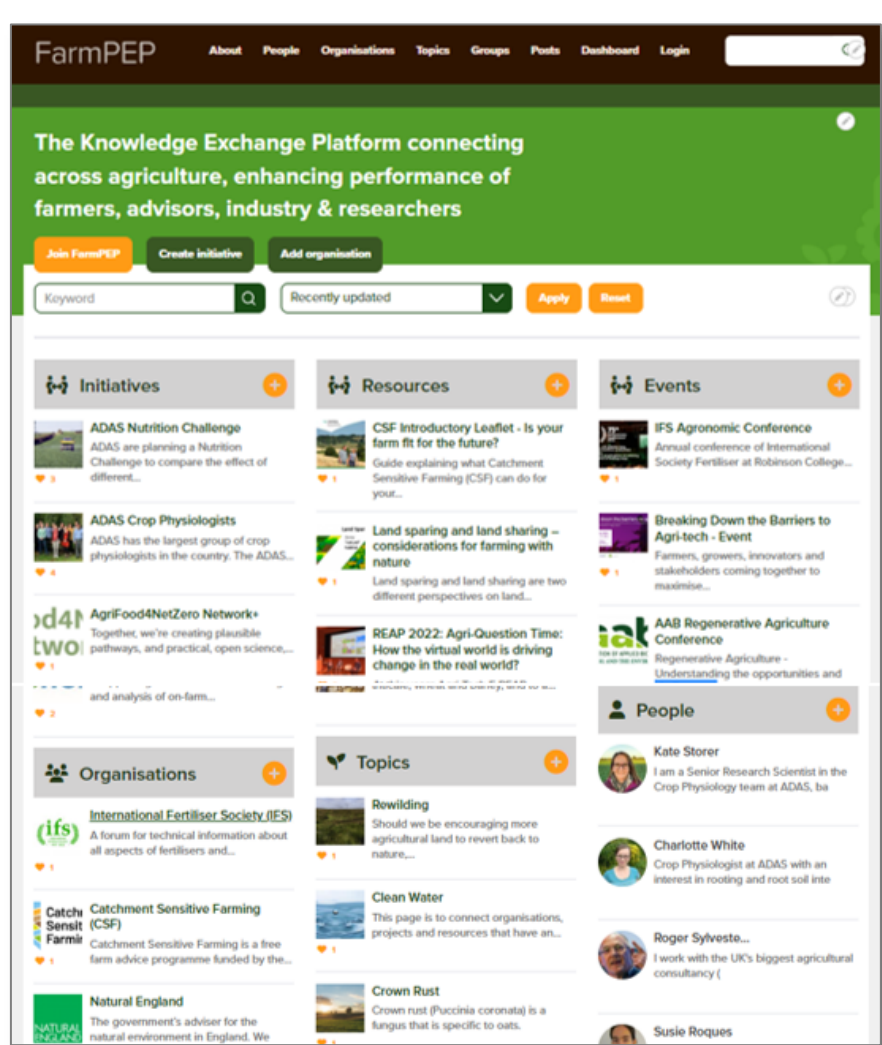 FarmPEP
About People Organisations Topics Groups Posts Dashboard Login
The Knowledge Exchange Platform connecting
across agriculture, enhancing performance of
farmers, advisors, industry & researchers
Join FarmPEP Create initiative Add organisation
Keyword Recently updated Apply Reset
Initiatives
ADAS Nutrition Challenge
ADAS are planning a Nutrition
Challenge to compare the effect of
different...
3
ADAS Crop Physiologists
ADAS has the largest group of crop
physiologists in the country. The ADAS...
4
AgriFood4NetZero Network+
Together, we're creating plausible
pathways, and practical, open science,...
1
and analysis of on-farm...
2
Resources
CSF Introductory Leaflet - Is your
farm fit for the future?
Guide explaining what Catchment
Sensitive Farming (CSF) can do for
your...
1
Land sparing and land sharing –
considerations for farming with
nature
Land sparing and land sharing are two
different perspectives on land...
1
REAP 2022: Agri-Question Time:
How the virtual world is driving
change in the real world?
Events
IFS Agronomic Conference
Annual conference of International
Society Fertiliser at Robinson College...
1
Breaking Down the Barriers to
Agri-tech - Event
Farmers, growers, innovators and
stakeholders coming together to
maximise...
1
AAB Regenerative Agriculture
Conference
Regenerative Agriculture -
Understanding the opportunities and
Organisations
(ifs)
International Fertiliser Society (IFS)
A forum for technical information about
all aspects of fertilisers and...
1
Catchment Sensitive Farming
(CSF)
Catchment Sensitive Farming is a free
farm advice programme funded by the...
1
NATURAL
ENGLAND
Natural England
The government's adviser for the
natural environment in England. We
Topics
Rewilding
Should we be encouraging more
agricultural land to revert back to
nature,...
1
Clean Water
This page is to connect organisations,
projects and resources that have an...
1
Crown Rust
Crown rust (Puccinia coronata) is a
fungus that is specific to oats.
People
Kate Storer
I am a Senior Research Scientist in the
Crop Physiology team at ADAS, ba
Charlotte White
Crop Physiologist at ADAS with an
interest in rooting and root soil inte
Roger Sylveste...
I work with the UK's biggest agricultural
consultancy (
Susie Roques